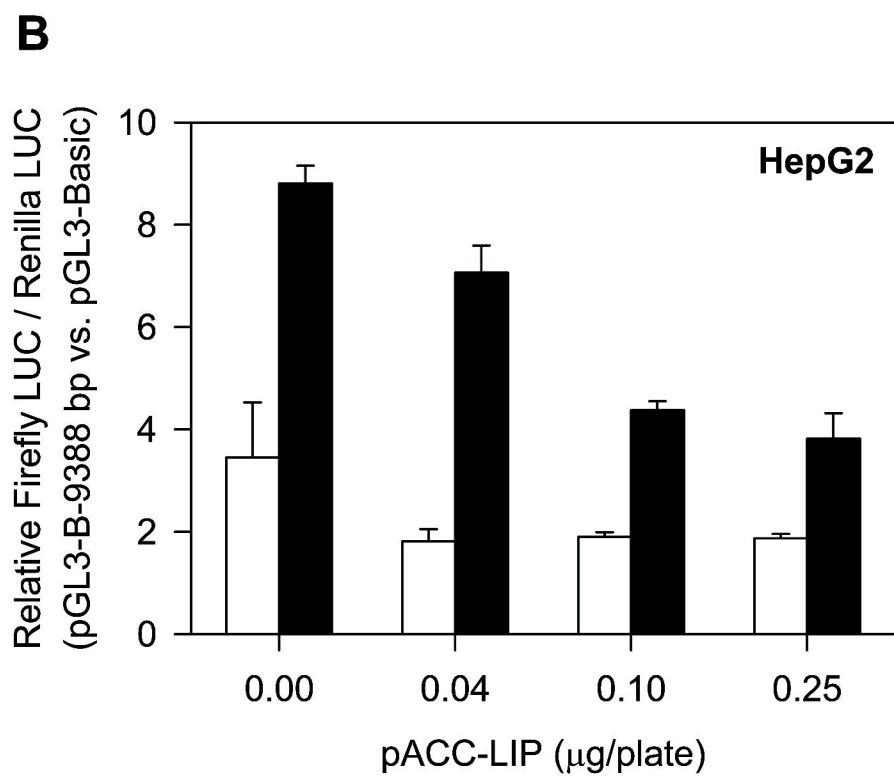 B
Relative Firefly LUC / Renilla LUC
(pGL3-B-9388 bp vs. pGL3-Basic)
10
8
6
4
2
0
HepG2
0.00 0.04 0.10 0.25
pACC-LIP (μg/plate)